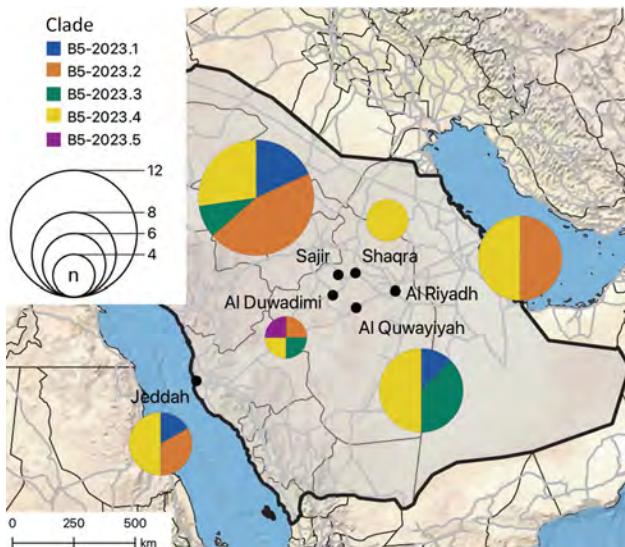 Clade
B5-2023.1
B5-2023.2
B5-2023.3
B5-2023.4
B5-2023.5
12
8
6
4
n
Sajir
Shaqra
Al Duwadimi
Al Riyadh
Al Quwayiyah
Jeddah
0 250 500
km